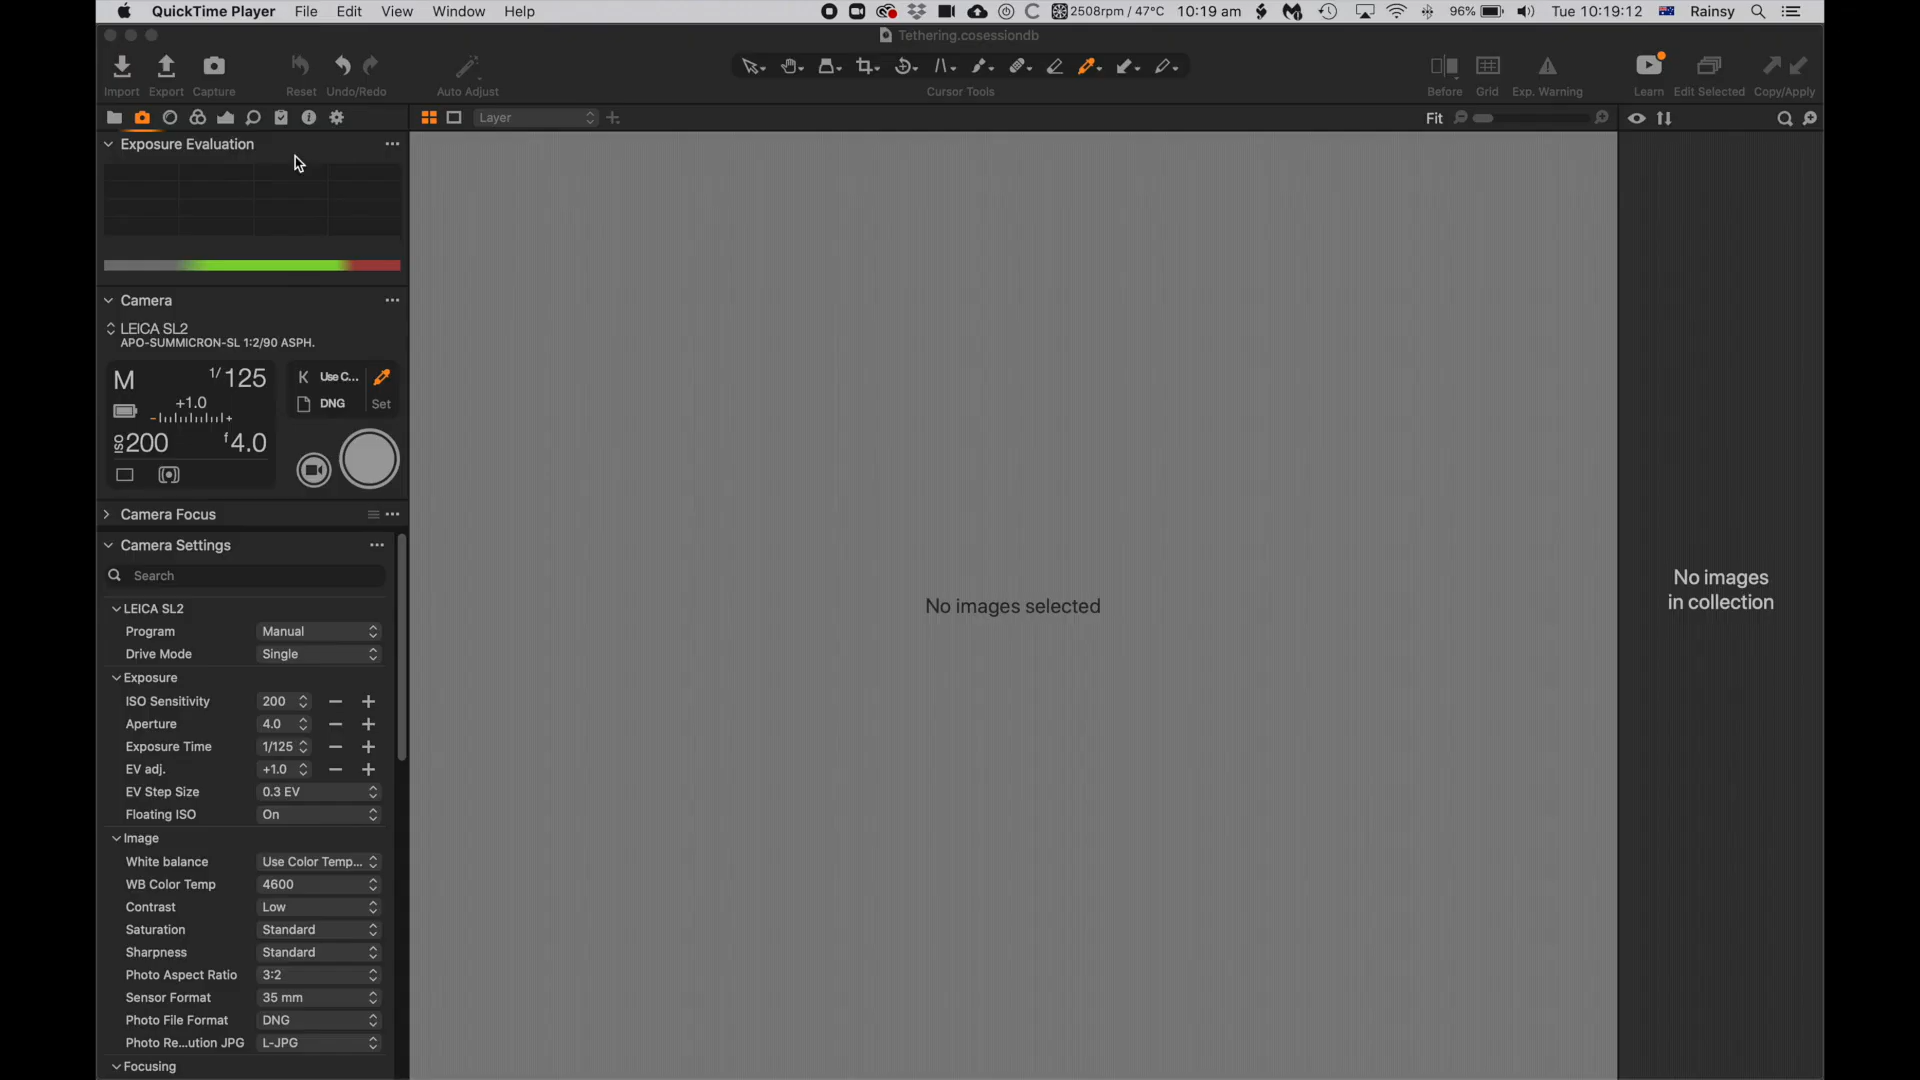 QuickTime Player File Edit View Window Help 2508rpm / 47°C 10:19 am 96% Tue 10:19:12 Rainsy
Tethering.cosessiondb
Import Export Capture Reset Undo/Redo Auto Adjust Cursor Tools Before Grid Exp. Warning Learn Edit Selected Copy/Apply
Layer Fit
Exposure Evaluation
Camera
LEICA SL2
APO-SUMMICRON-SL 1:2/90 ASPH.
M 1/125 K Use C...
+1.0 DNG Set
ISO 200 f4.0
Camera Focus
Camera Settings
Search
LEICA SL2
Program Manual
Drive Mode Single
Exposure
ISO Sensitivity 200
Aperture 4.0
Exposure Time 1/125
EV adj. +1.0
EV Step Size 0.3 EV
Floating ISO On
Image
White balance Use Color Temp...
WB Color Temp 4600
Contrast Low
Saturation Standard
Sharpness Standard
Photo Aspect Ratio 3:2
Sensor Format 35 mm
Photo File Format DNG
Photo Re...ution JPG L-JPG
Focusing
No images selected
No images
in collection